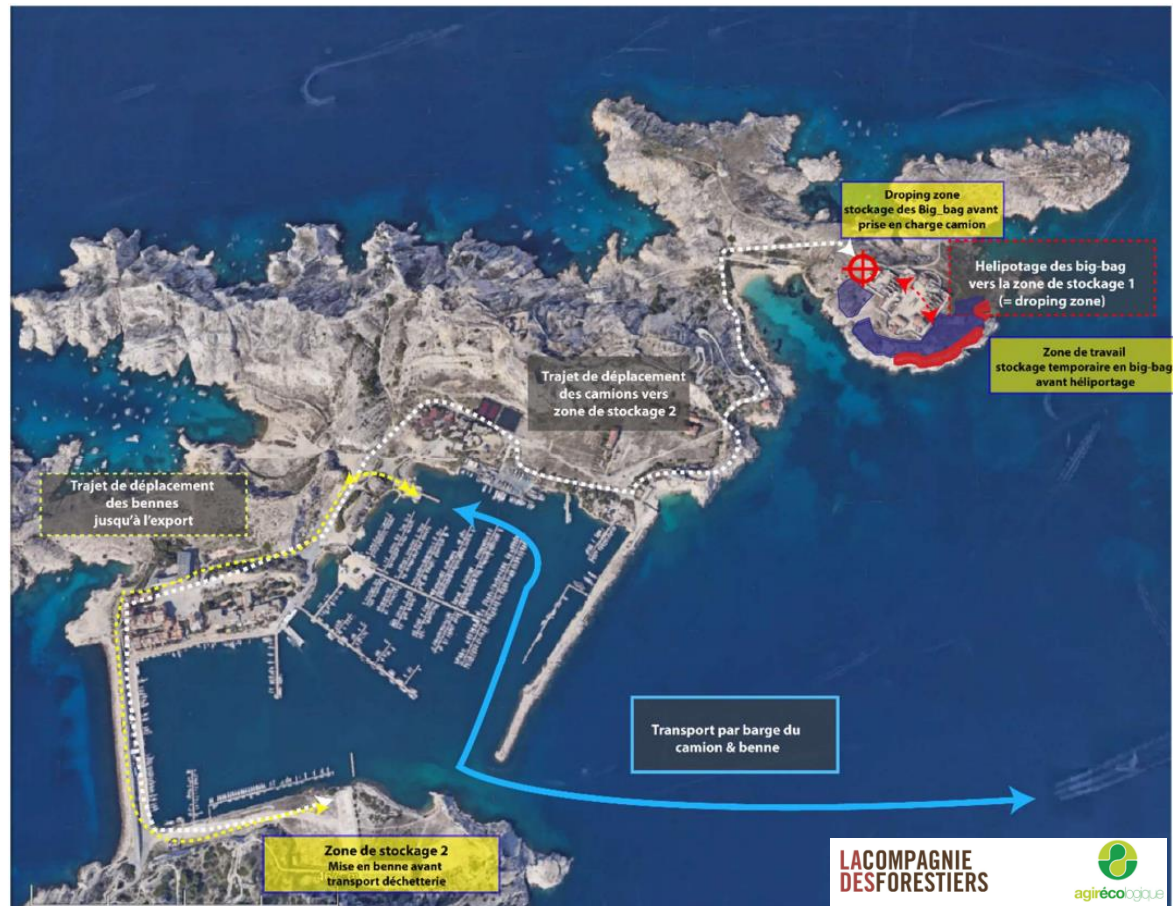 Droping zone
stockage des Big_bag avant
prise en charge camion
Helipotage des big-bag
vers la zone de stockage 1
(= droping zone)
Zone de travail
stockage temporaire en big-bag
avant héliportage
Trajet de déplacement
des camions vers
zone de stockage 2
Trajet de déplacement
des bennes
jusqu'à l'export
Transport par barge du
camion & benne
Zone de stockage 2
Mise en benne avant
transport déchetterie
LACOMPAGNIE
DESFORESTIERS
agirécologique